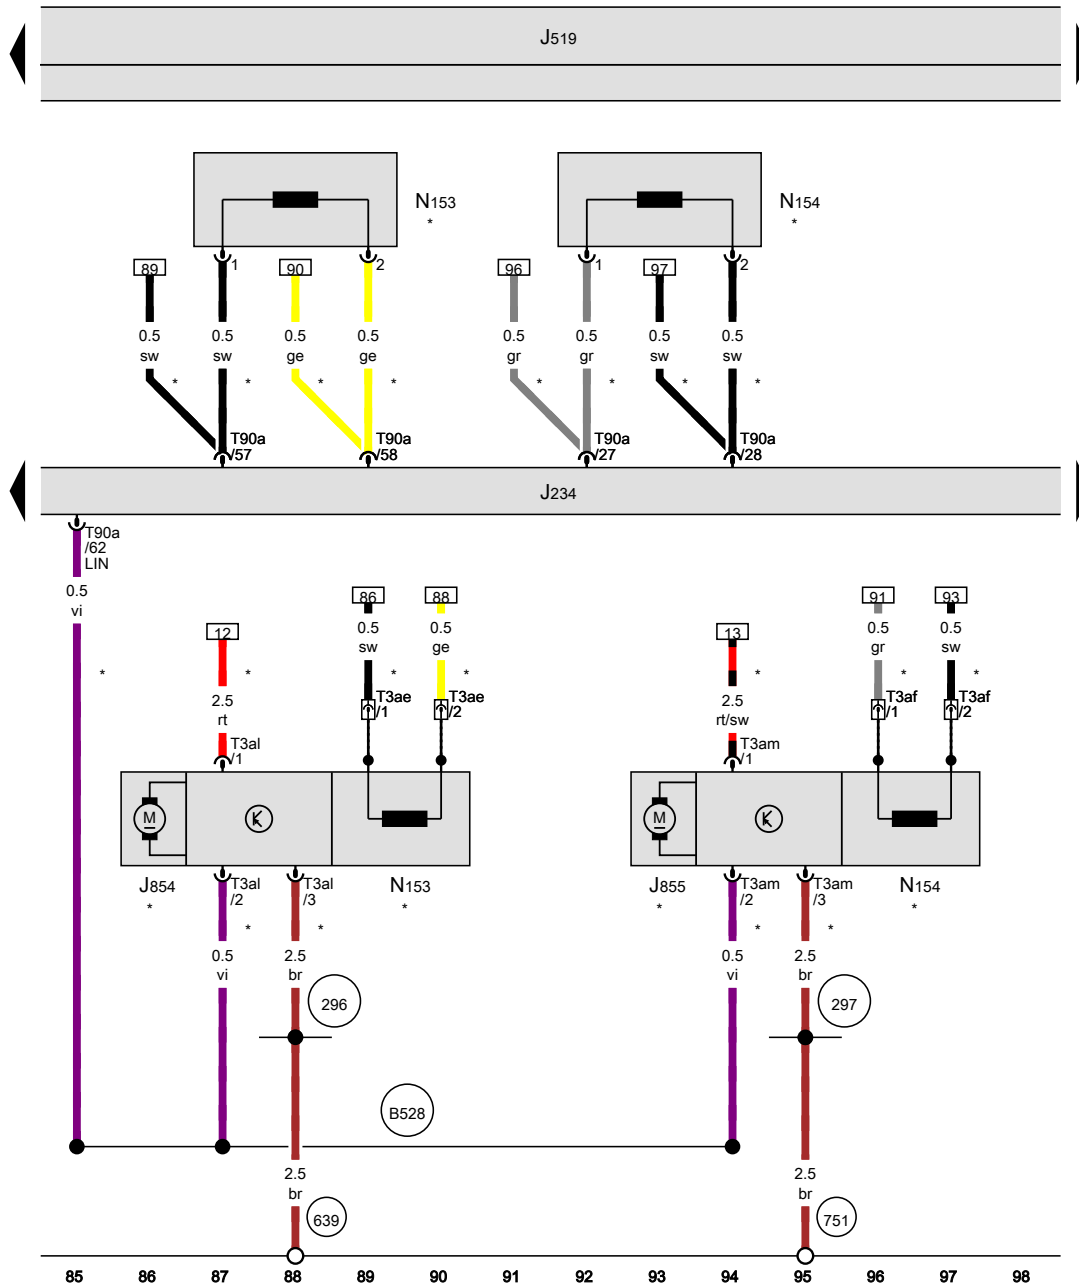 J519
N153
*
N154
*
1
2
1
2
89
90
96
97
0.5
0.5
0.5
0.5
0.5
0.5
0.5
0.5
sw
sw
ge
ge
gr
gr
sw
sw
*
*
*
*
*
*
*
*
T90a
/57
T90a
/58
T90a
/27
T90a
/28
J234
T90a
/62
LIN
0.5
vi
*
12
*
2.5
rt
T3al
/1
86
0.5
sw
*
T3ae
/1
88
0.5
ge
*
T3ae
/2
13
*
2.5
rt/sw
T3am
/1
91
0.5
gr
*
T3af
/1
93
0.5
sw
*
T3af
/2
M
M
J854
*
T3al
/2
T3al
/3
N153
*
J855
*
T3am
/2
T3am
/3
N154
*
*
*
*
*
0.5
vi
2.5
br
0.5
vi
2.5
br
296
297
B528
2.5
br
2.5
br
639
751
85 86 87 88 89 90 91 92 93 94 95 96 97 98